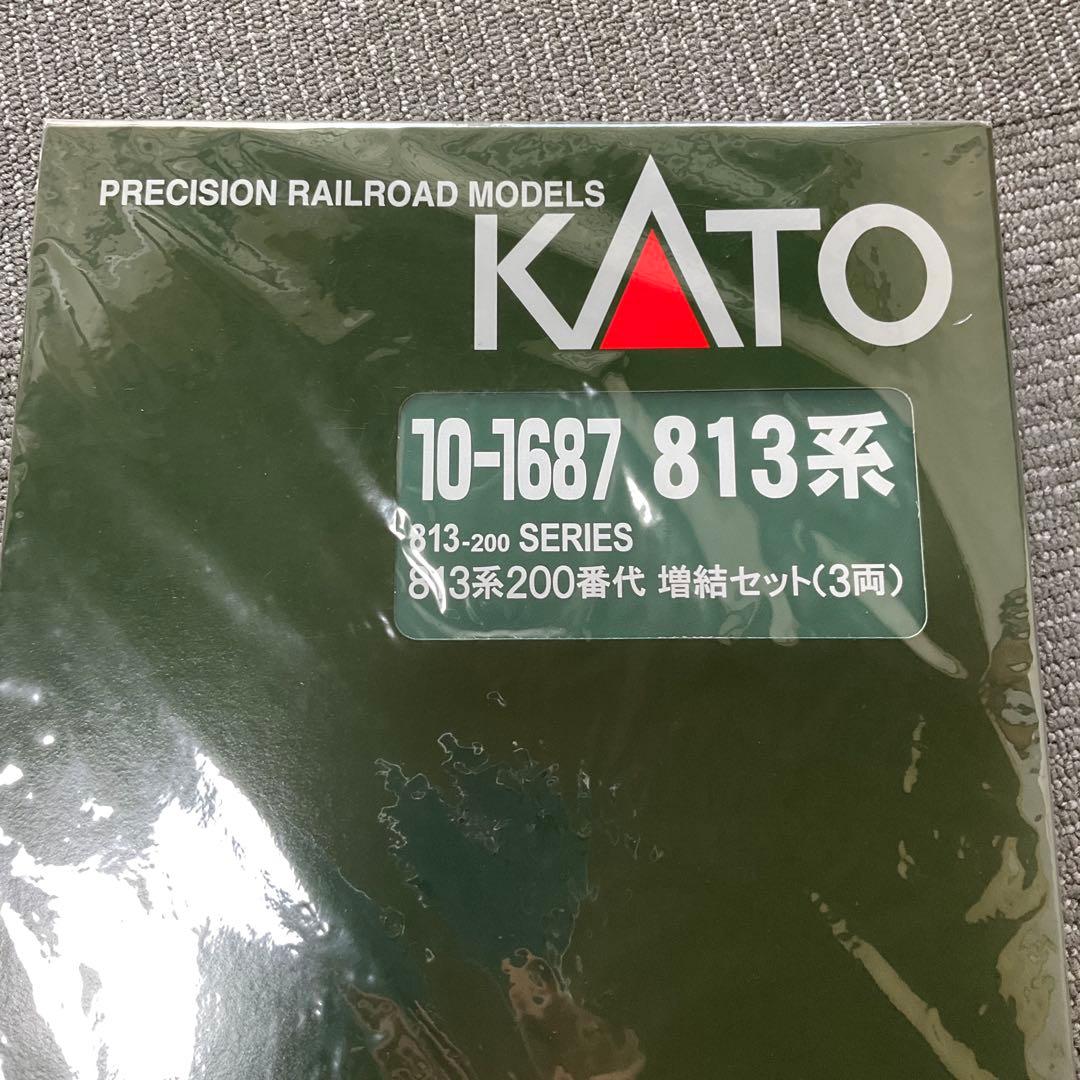 PRECISION RAILROAD MODELS
KATO
10-1687 813系
813-200 SERIES
813系200番代 増結セット(3両)